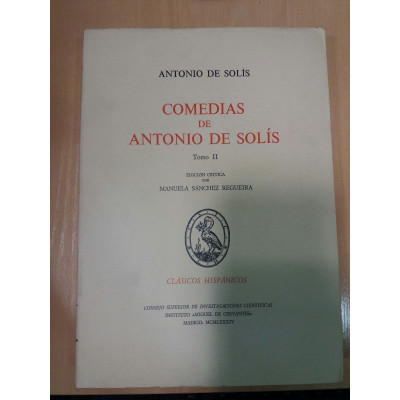 ANTONIO DE SOLÍS
COMEDIAS
DE
ANTONIO DE SOLÍS
Tomo II
EDICIÓN CRÍTICA
POR
MANUELA SÁNCHEZ REGUEIRA
CLÁSICOS HISPÁNICOS
CONSEJO SUPERIOR DE INVESTIGACIONES CIENTÍFICAS
INSTITUTO «MIGUEL DE CERVANTES»
MADRID, MCMLXXXIV